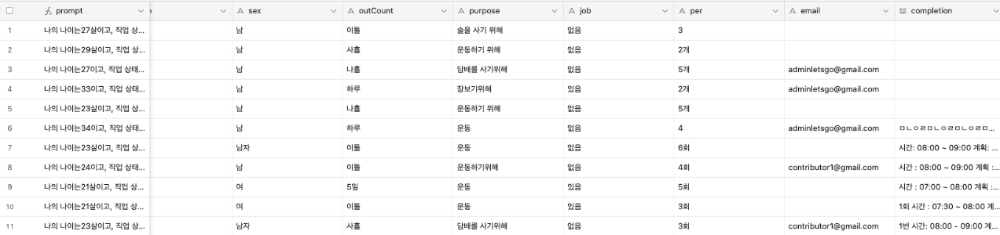 prompt e sex outCount purpose job per email completion
1 나의 나이는27살이고, 직업 상... 남 이틀 술을 사기 위해 없음 3
2 나의 나이는29살이고, 직업 상... 남 사흘 운동하기 위해 없음 2개
3 나의 나이는27이고, 직업 상태... 남 나흘 담배를 사기위해 없음 5개 adminletsgo@gmail.com
4 나의 나이는33이고, 직업 상태... 남 하루 장보기위해 있음 2개 adminletsgo@gmail.com
5 나의 나이는23살이고, 직업 상... 남 나흘 운동하기 위해 없음 5개
6 나의 나이는34이고, 직업 상태... 남 하루 운동 없음 4 adminletsgo@gmail.com ㅁㄴㅇㄹㅁㄴㅇㄹㅁㄴㅇㄹㅁ...
7 나의 나이는23살이고, 직업 상... 남자 이틀 운동 없음 6회 시간: 08:00 ~ 09:00 계획: ...
8 나의 나이는24이고, 직업 상태... 남 이틀 운동하기위해 없음 4회 contributor1@gmail.com 시간 : 08:00 ~ 09:00 계획 :...
9 나의 나이는21살이고, 직업 상... 여 5일 운동 있음 5회 시간 : 07:00 ~ 08:00 계획 :...
10 나의 나이는21살이고, 직업 상... 여 이틀 운동 있음 3회 1회 시간 : 07:30 ~ 08:00 계...
11 나의 나이는23살이고, 직업 상... 남자 사흘 담배를 사기위해 없음 3회 contributor1@gmail.com 1번 시간: 08:00 - 09:00 계...